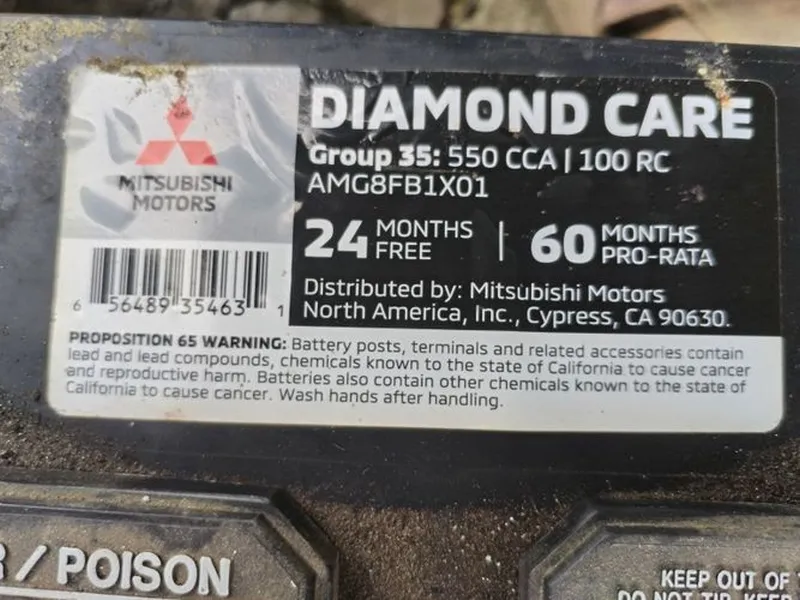 DIAMOND CARE
Group 35: 550 CCA | 100 RC
AMG8FB1X01
MITSUBISHI
MOTORS
24 MONTHS FREE | 60 MONTHS PRO-RATA
Distributed by: Mitsubishi Motors
North America, Inc., Cypress, CA 90630.
6 56489 35463 1
PROPOSITION 65 WARNING: Battery posts, terminals and related accessories contain
lead and lead compounds, chemicals known to the state of California to cause cancer
and reproductive harm. Batteries also contain other chemicals known to the state of
California to cause cancer. Wash hands after handling.
R / POISON
KEEP OUT OF
DO NOT TIP. KEEP